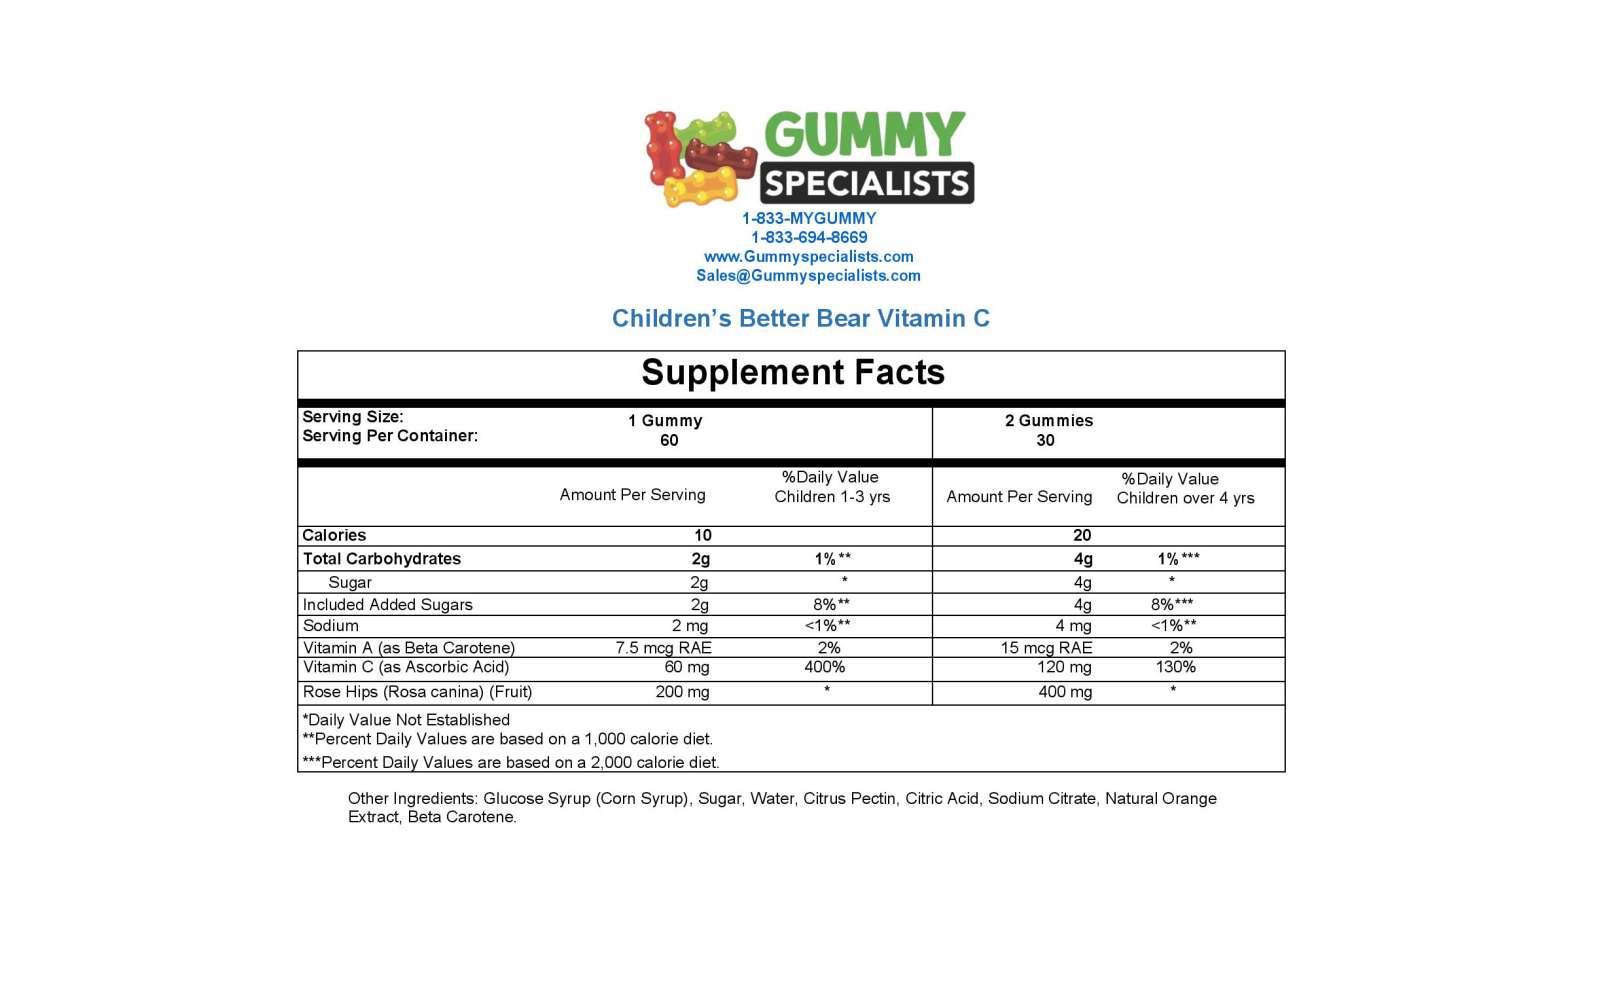 GUMMY
SPECIALISTS
1-833-MYGUMMY
1-833-694-8669
www.Gummyspecialists.com
Sales@Gummyspecialists.com
Children’s Better Bear Vitamin C
Supplement Facts
Serving Size: 1 Gummy 2 Gummies
Serving Per Container: 60 30
%Daily Value %Daily Value
Amount Per Serving Children 1-3 yrs Amount Per Serving Children over 4 yrs
Calories 10 20
Total Carbohydrates 2g 1%** 4g 1%***
Sugar 2g * 4g *
Included Added Sugars 2g 8%** 4g 8%***
Sodium 2 mg <1%** 4 mg <1%**
Vitamin A (as Beta Carotene) 7.5 mcg RAE 2% 15 mcg RAE 2%
Vitamin C (as Ascorbic Acid) 60 mg 400% 120 mg 130%
Rose Hips (Rosa canina) (Fruit) 200 mg * 400 mg *
*Daily Value Not Established
**Percent Daily Values are based on a 1,000 calorie diet.
***Percent Daily Values are based on a 2,000 calorie diet.
Other Ingredients: Glucose Syrup (Corn Syrup), Sugar, Water, Citrus Pectin, Citric Acid, Sodium Citrate, Natural Orange
Extract, Beta Carotene.